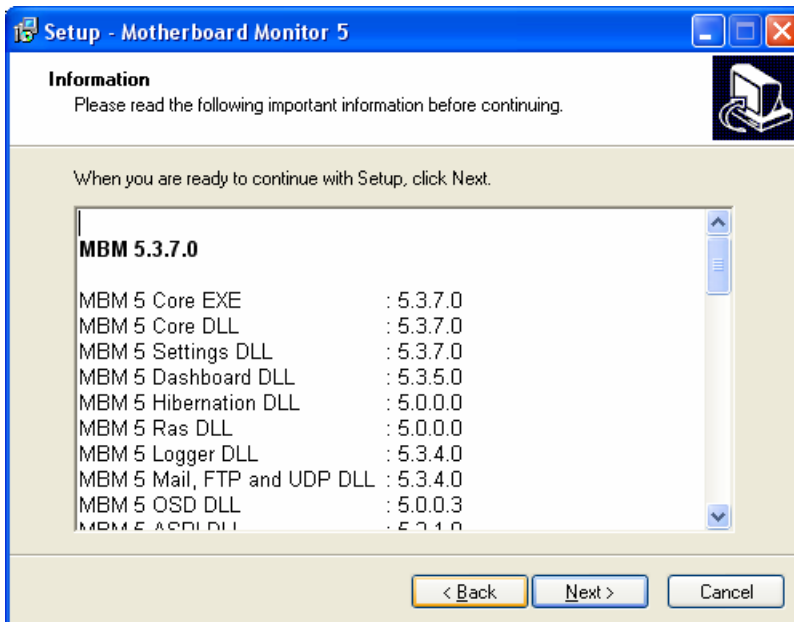 Setup - Motherboard Monitor 5
Information
Please read the following important information before continuing.
When you are ready to continue with Setup, click Next.
MBM 5.3.7.0
MBM 5 Core EXE : 5.3.7.0
MBM 5 Core DLL : 5.3.7.0
MBM 5 Settings DLL : 5.3.7.0
MBM 5 Dashboard DLL : 5.3.5.0
MBM 5 Hibernation DLL : 5.0.0.0
MBM 5 Ras DLL : 5.0.0.0
MBM 5 Logger DLL : 5.3.4.0
MBM 5 Mail, FTP and UDP DLL : 5.3.4.0
MBM 5 OSD DLL : 5.0.0.3
MBM 5
< Back Next > Cancel